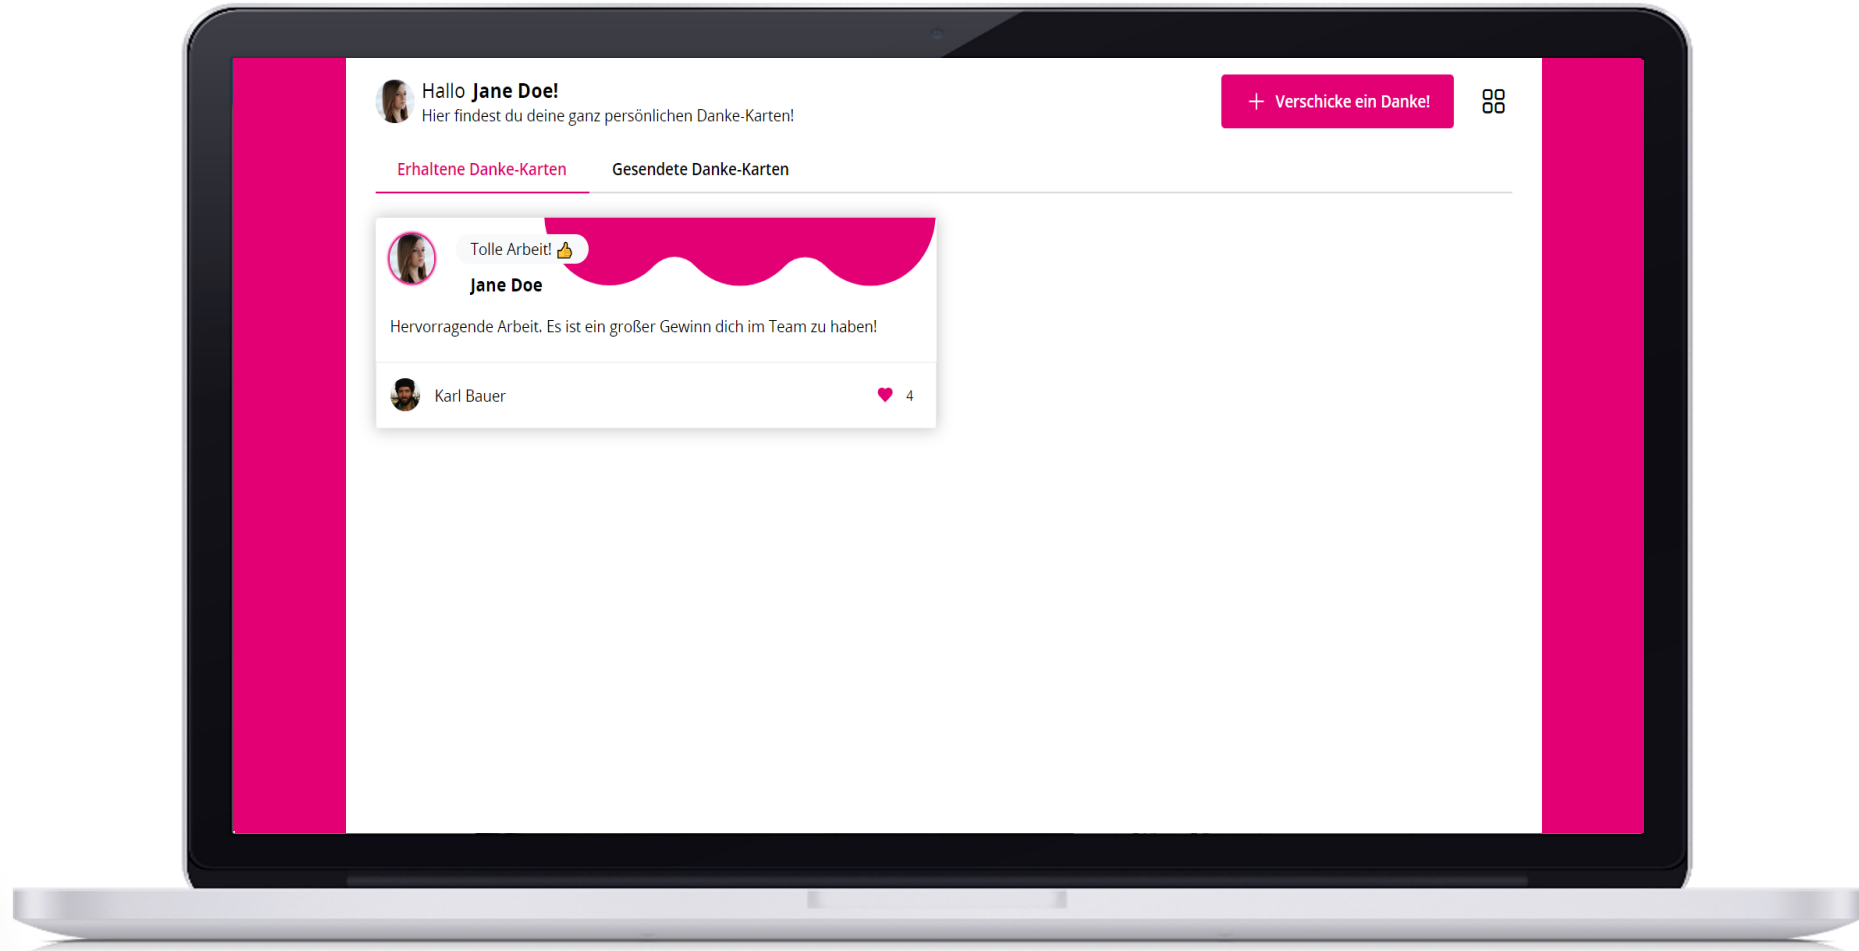 Hallo Jane Doe!
Hier findest du deine ganz persönlichen Danke-Karten!
+ Verschicke ein Danke!
Erhaltene Danke-Karten
Gesendete Danke-Karten
Tolle Arbeit! 👍
Jane Doe
Hervorragende Arbeit. Es ist ein großer Gewinn dich im Team zu haben!
Karl Bauer
4